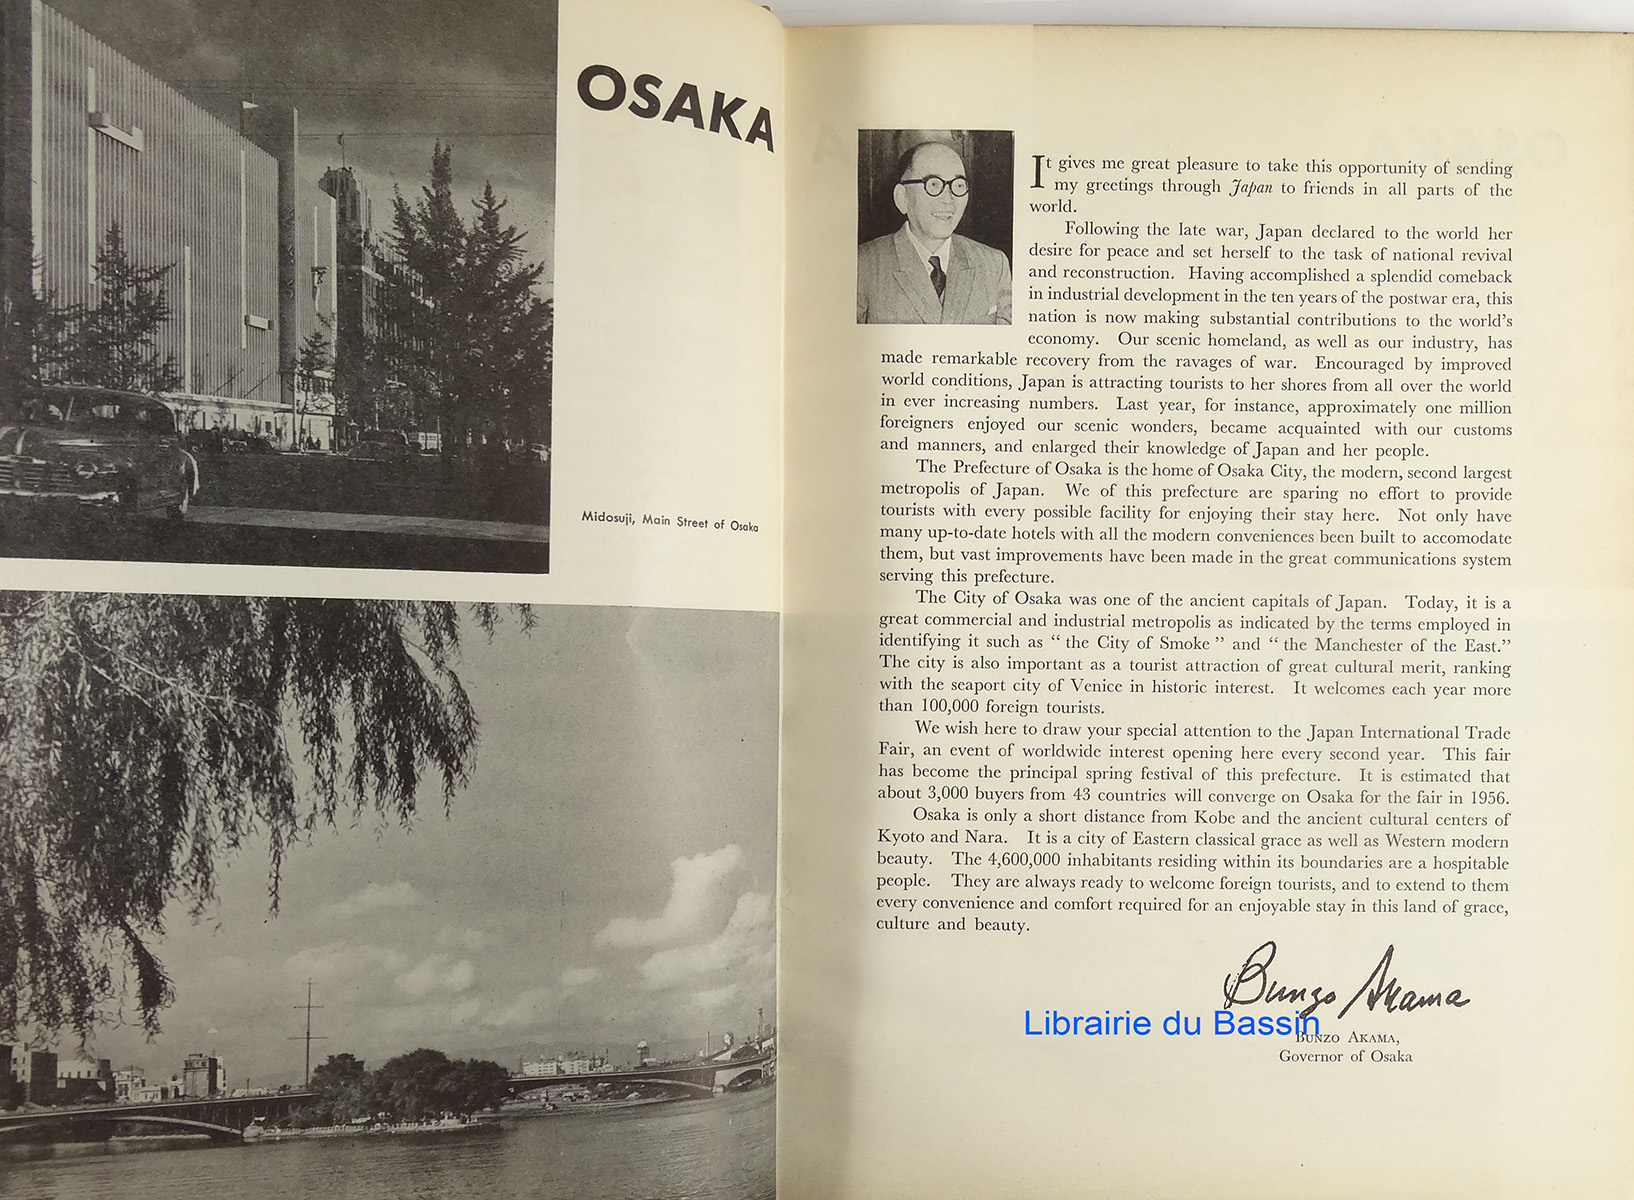 OSAKA
Midosuji, Main Street of Osaka
It gives me great pleasure to take this opportunity of sending
my greetings through Japan to friends in all parts of the
world.
Following the late war, Japan declared to the world her
desire for peace and set herself to the task of national revival
and reconstruction. Having accomplished a splendid comeback
in industrial development in the ten years of the postwar era, this
nation is now making substantial contributions to the world's
economy. Our scenic homeland, as well as our industry, has
made remarkable recovery from the ravages of war. Encouraged by improved
world conditions, Japan is attracting tourists to her shores from all over the world
in ever increasing numbers. Last year, for instance, approximately one million
foreigners enjoyed our scenic wonders, became acquainted with our customs
and manners, and enlarged their knowledge of Japan and her people.
The Prefecture of Osaka is the home of Osaka City, the modern, second largest
metropolis of Japan. We of this prefecture are sparing no effort to provide
tourists with every possible facility for enjoying their stay here. Not only have
many up-to-date hotels with all the modern conveniences been built to accomodate
them, but vast improvements have been made in the great communications system
serving this prefecture.
The City of Osaka was one of the ancient capitals of Japan. Today, it is a
great commercial and industrial metropolis as indicated by the terms employed in
identifying it such as “ the City of Smoke ” and “ the Manchester of the East.”
The city is also important as a tourist attraction of great cultural merit, ranking
with the seaport city of Venice in historic interest. It welcomes each year more
than 100,000 foreign tourists.
We wish here to draw your special attention to the Japan International Trade
Fair, an event of worldwide interest opening here every second year. This fair
has become the principal spring festival of this prefecture. It is estimated that
about 3,000 buyers from 43 countries will converge on Osaka for the fair in 1956.
Osaka is only a short distance from Kobe and the ancient cultural centers of
Kyoto and Nara. It is a city of Eastern classical grace as well as Western modern
beauty. The 4,600,000 inhabitants residing within its boundaries are a hospitable
people. They are always ready to welcome foreign tourists, and to extend to them
every convenience and comfort required for an enjoyable stay in this land of grace,
culture and beauty.
Bunzo Akama
Librairie du Bassin
BUNZO AKAMA,
Governor of Osaka